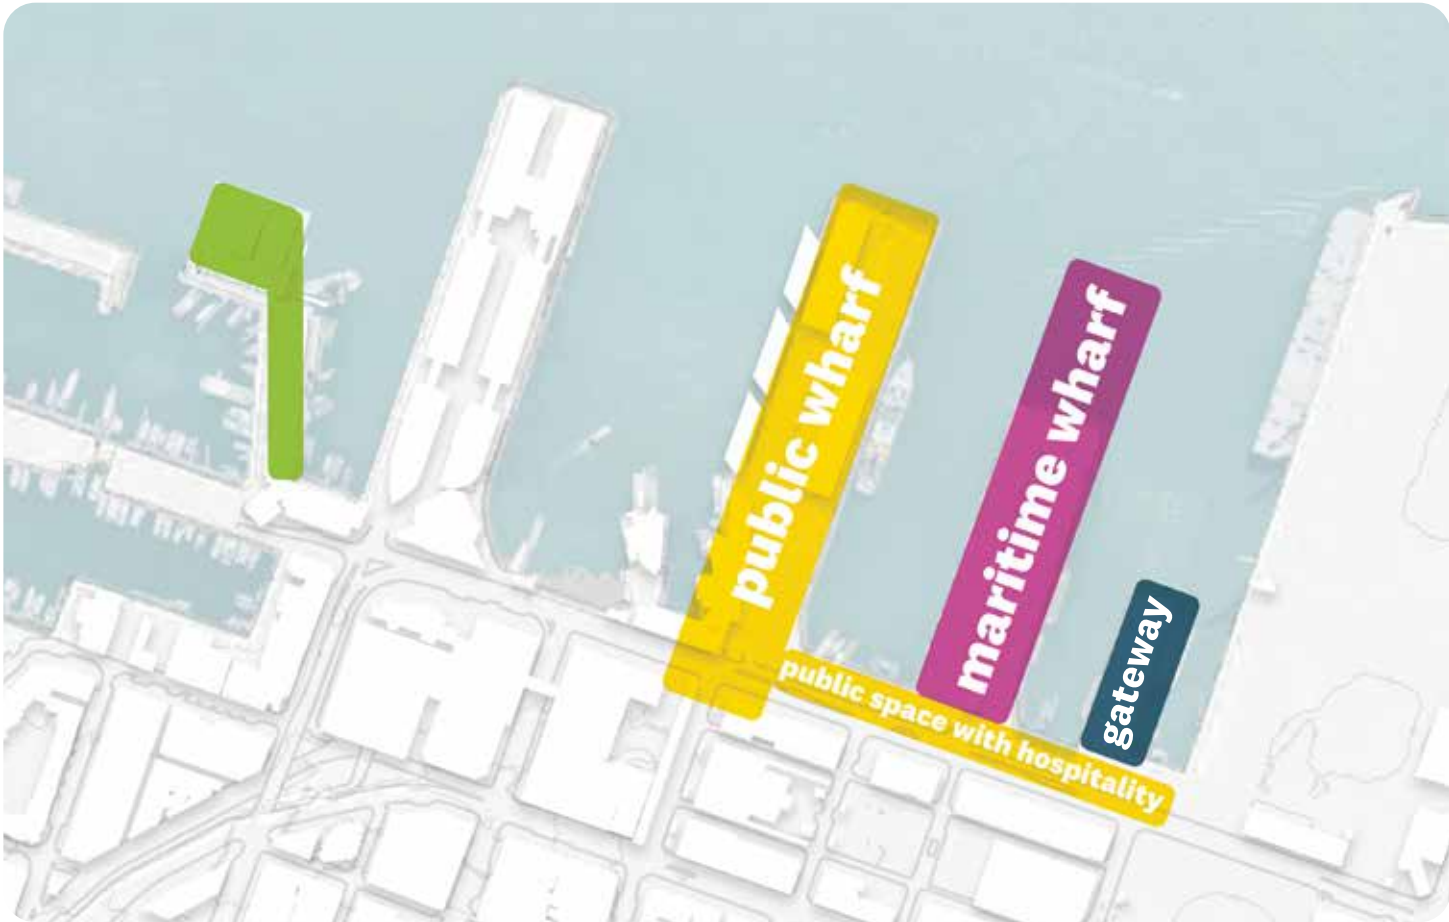 public wharf
maritime wharf
gateway
public space with hospitality